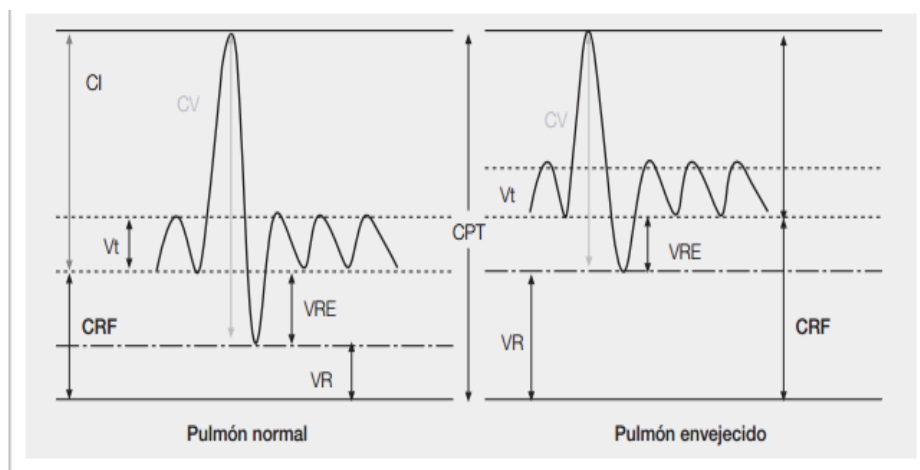 CI
CV
Vt
CRF
VRE
VR
Pulmón normal
CPT
CV
Vt
VRE
VR
CRF
Pulmón envejecido